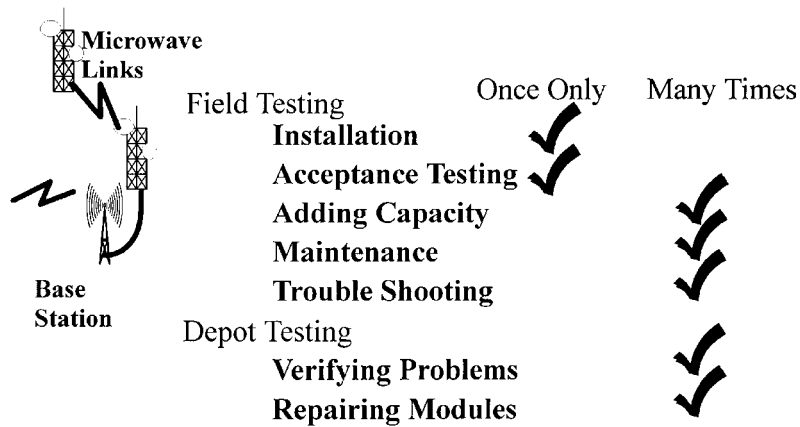 Microwave
Links
Once Only Many Times
Field Testing
Installation
Acceptance Testing
Adding Capacity
Maintenance
Trouble Shooting
Base
Station
Depot Testing
Verifying Problems
Repairing Modules